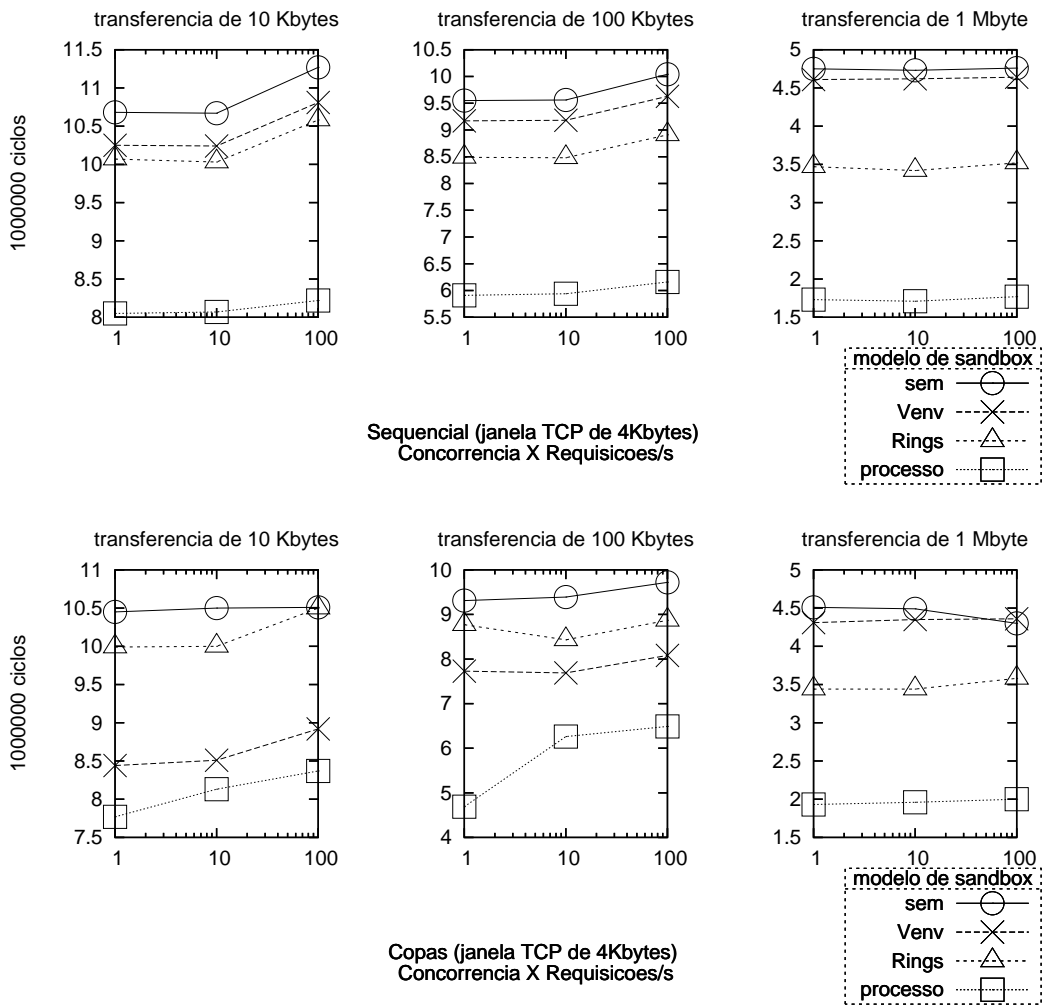 transferencia de 10 Kbytes
transferencia de 100 Kbytes
transferencia de 1 Mbyte
1000000 ciclos
11.5
11
10.5
10
9.5
9
8.5
8
1 10 100
10.5
10
9.5
9
8.5
8
7.5
7
6.5
6
5.5
1 10 100
5
4.5
4
3.5
3
2.5
2
1.5
1 10 100
modelo de sandbox
sem
Venv
Rings
processo
Sequencial (janela TCP de 4Kbytes)
Concorrencia X Requisicoes/s
transferencia de 10 Kbytes
transferencia de 100 Kbytes
transferencia de 1 Mbyte
1000000 ciclos
11
10.5
10
9.5
9
8.5
8
7.5
1 10 100
10
9
8
7
6
5
4
1 10 100
5
4.5
4
3.5
3
2.5
2
1.5
1 10 100
modelo de sandbox
sem
Venv
Rings
processo
Copas (janela TCP de 4Kbytes)
Concorrencia X Requisicoes/s